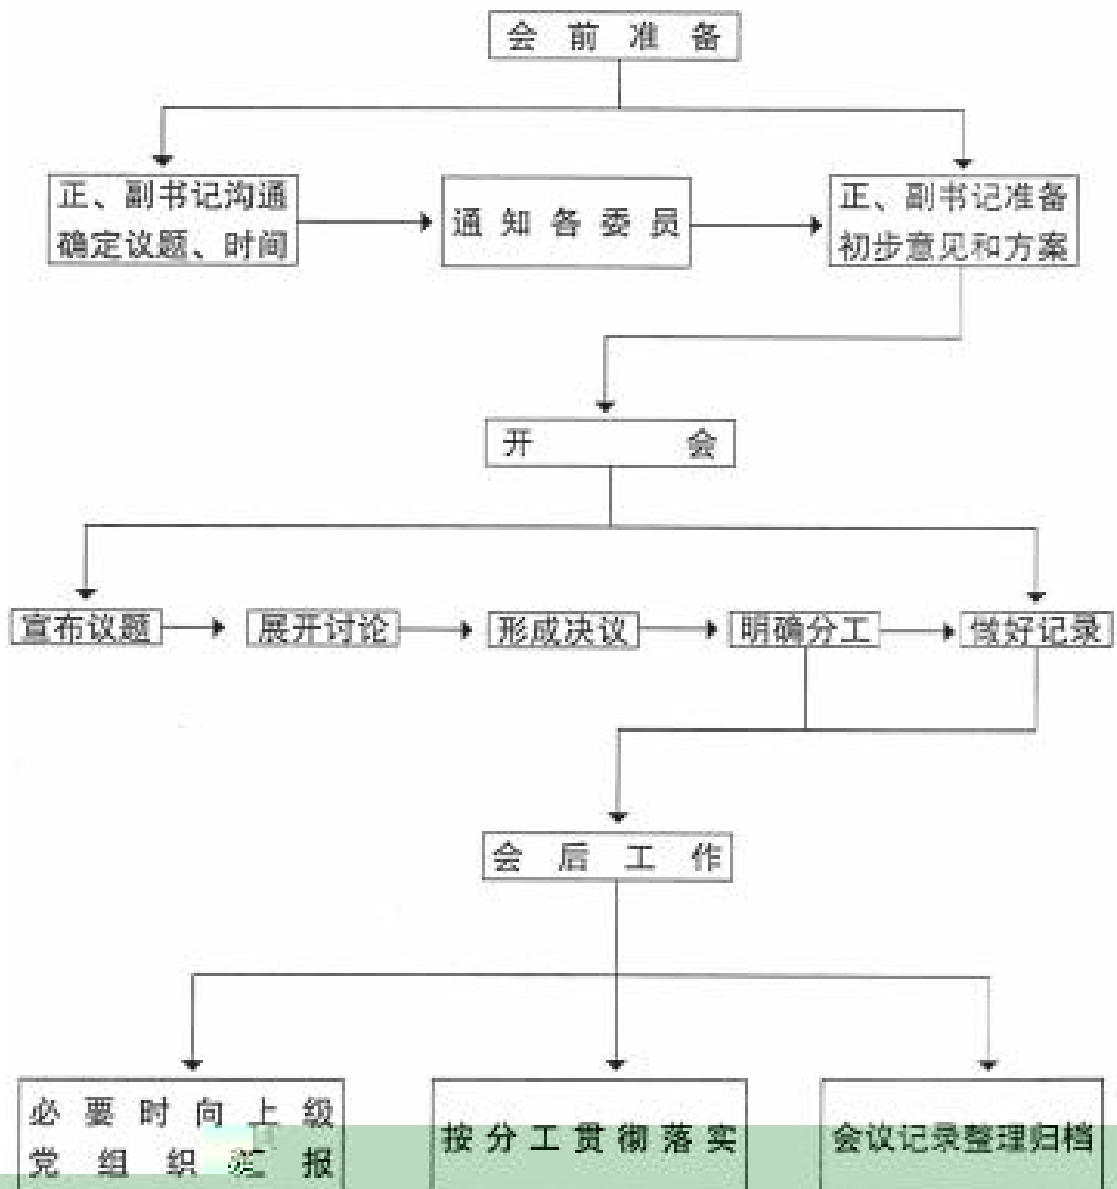 会前准备
正、副书记沟通
确定议题、时间
通知各委员
正、副书记准备
初步意见和方案
开会
宣布议题
展开讨论
形成决议
明确分工
做好记录
会后工作
必要时向上级
党组织汇报
按分工贯彻落实
会议记录整理归档